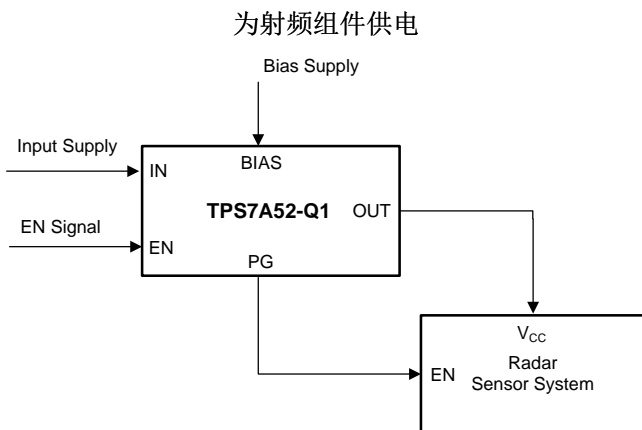 为射频组件供电
Bias Supply
Input Supply
IN
BIAS
TPS7A52-Q1
OUT
EN Signal
EN
PG
VCC
Radar
EN
Sensor System